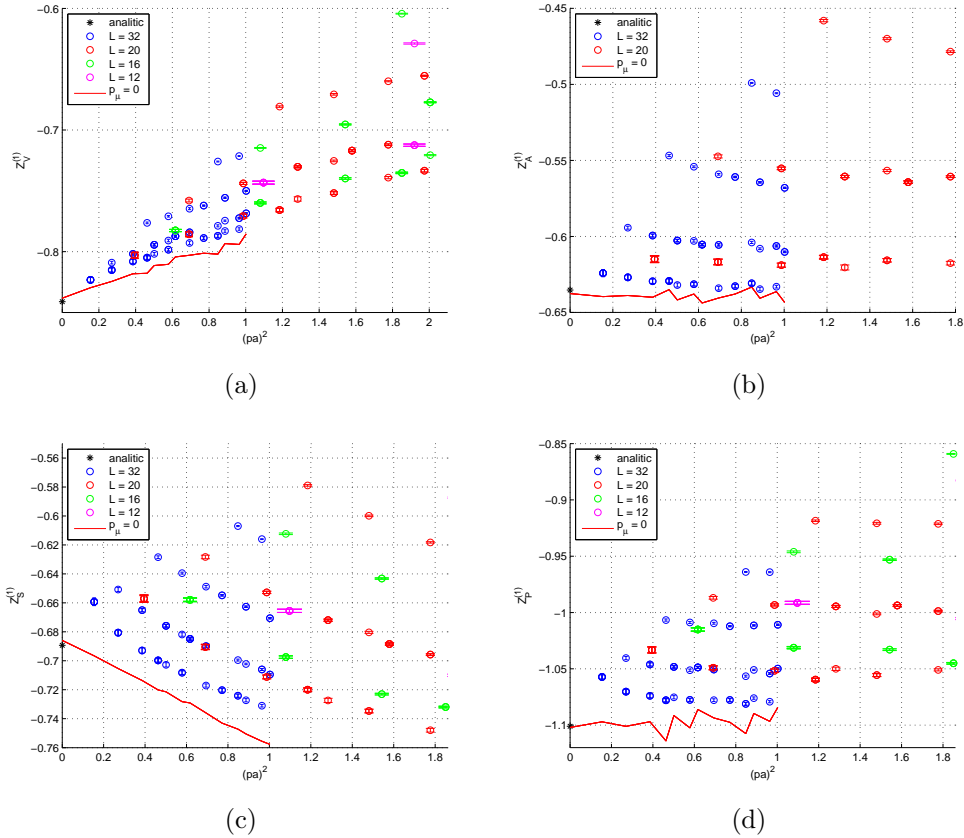 −0.6
−0.7
−0.8
Z_V^(1)
analitic
L = 32
L = 20
L = 16
L = 12
p_μ = 0
0 0.2 0.4 0.6 0.8 1 1.2 1.4 1.6 1.8 2
(pa)^2
(a)
−0.45
−0.5
−0.55
−0.6
−0.65
Z_A^(1)
analitic
L = 32
L = 20
p_μ = 0
0 0.2 0.4 0.6 0.8 1 1.2 1.4 1.6 1.8
(pa)^2
(b)
−0.56
−0.58
−0.6
−0.62
−0.64
−0.66
−0.68
−0.7
−0.72
−0.74
−0.76
Z_S^(1)
analitic
L = 32
L = 20
L = 16
L = 12
p_μ = 0
0 0.2 0.4 0.6 0.8 1 1.2 1.4 1.6 1.8
(pa)^2
(c)
−0.85
−0.9
−0.95
−1
−1.05
−1.1
Z_P^(1)
analitic
L = 32
L = 20
L = 16
L = 12
p_μ = 0
0 0.2 0.4 0.6 0.8 1 1.2 1.4 1.6 1.8
(pa)^2
(d)